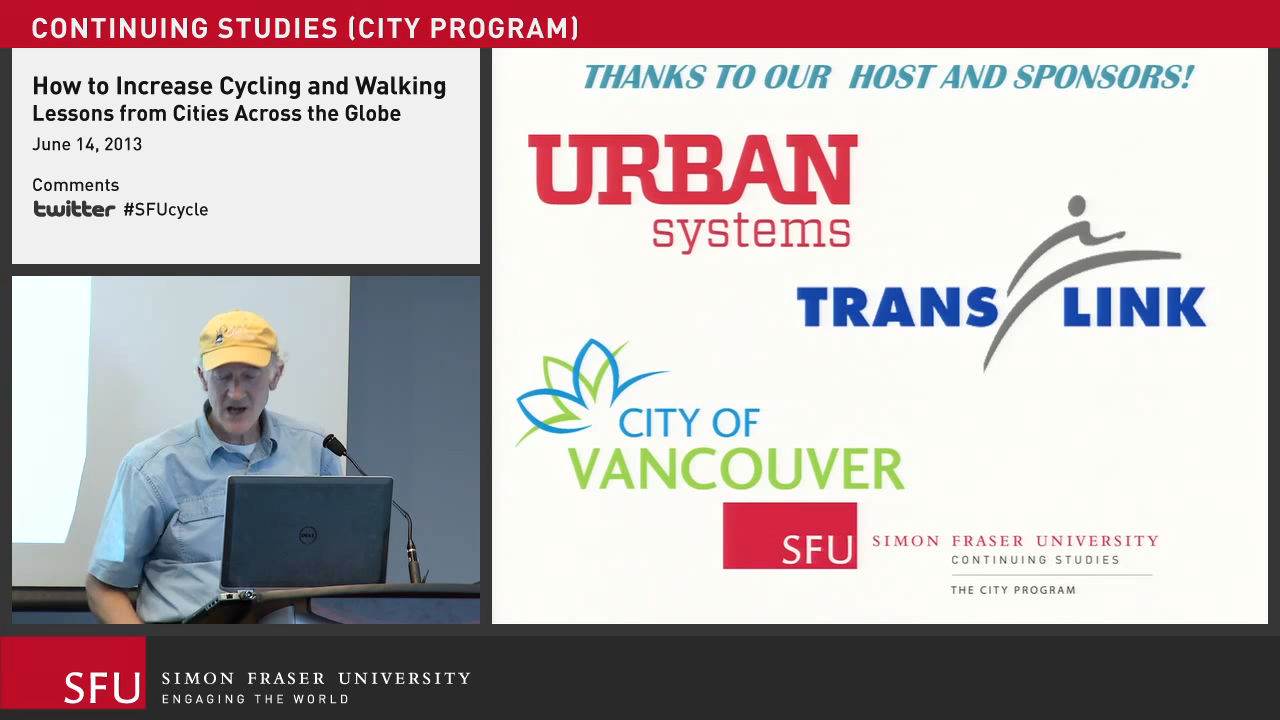 CONTINUING STUDIES (CITY PROGRAM)
How to Increase Cycling and Walking
Lessons from Cities Across the Globe
June 14, 2013
Comments
twitter #SFUcycle
THANKS TO OUR HOST AND SPONSORS!
URBAN
systems
TRANS LINK
CITY OF
VANCOUVER
SFU SIMON FRASER UNIVERSITY
CONTINUING STUDIES
THE CITY PROGRAM
DELL
SFU SIMON FRASER UNIVERSITY
ENGAGING THE WORLD